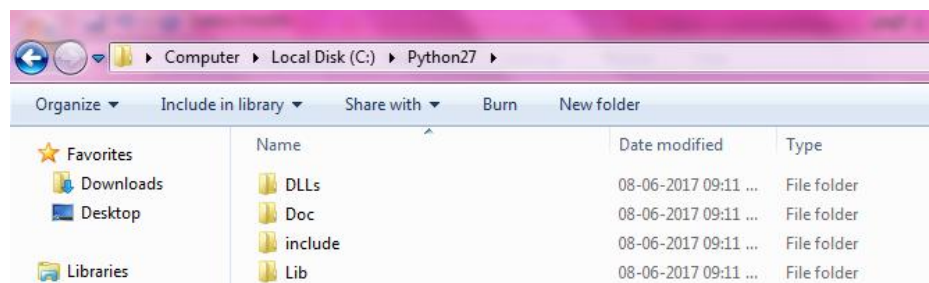 Computer Local Disk (C:) Python27
Organize Include in library Share with Burn New folder
Name Date modified Type
Favorites
Downloads DLLs 08-06-2017 09:11 ... File folder
Desktop Doc 08-06-2017 09:11 ... File folder
include 08-06-2017 09:11 ... File folder
Libraries Lib 08-06-2017 09:11 ... File folder